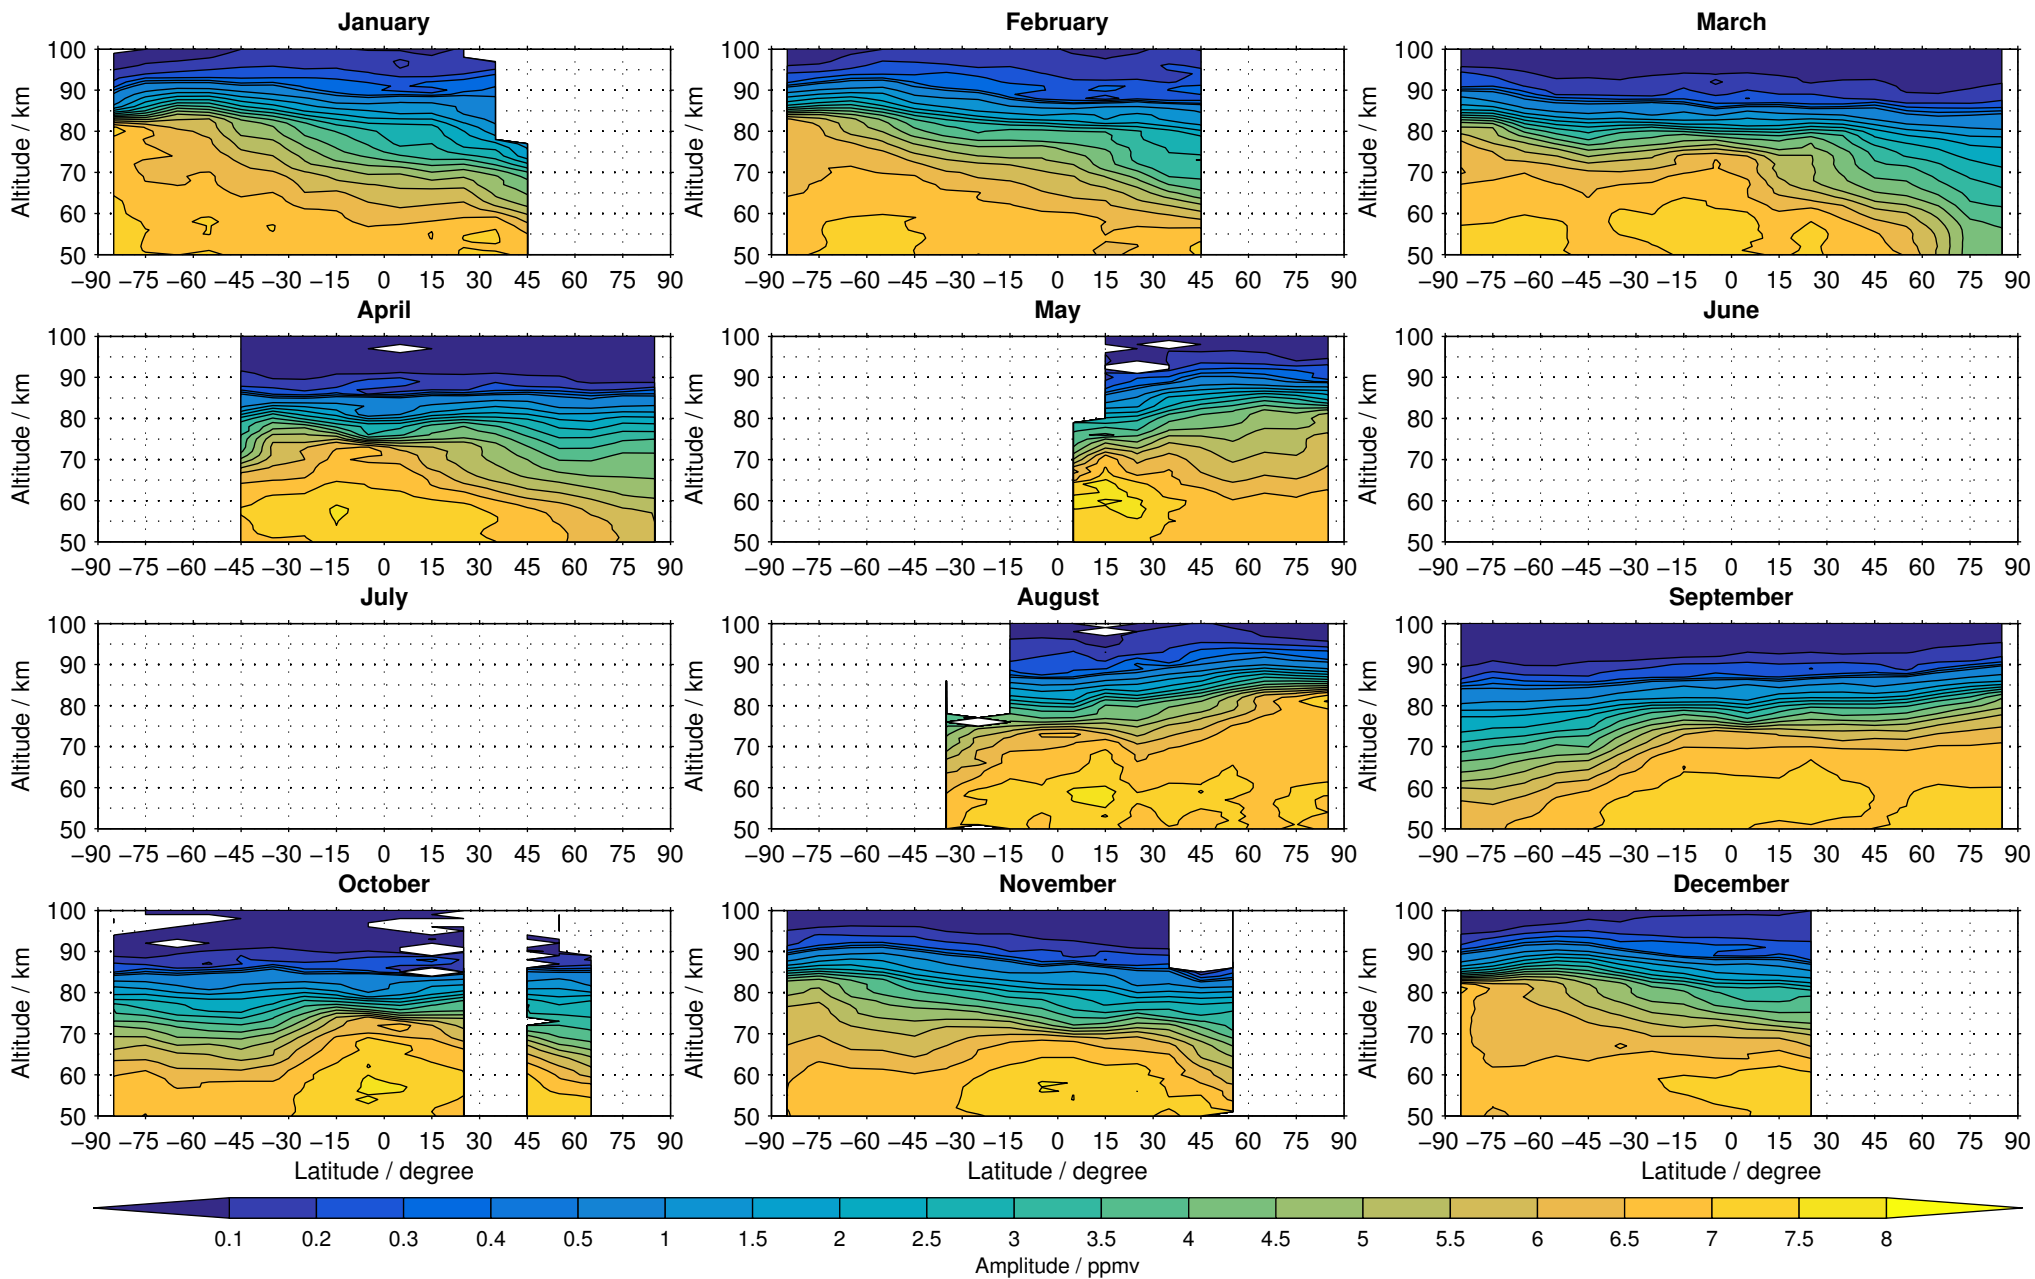 January February March
100 100 100
90 90 90
80 80 80
70 70 70
60 60 60
50 50 50
Altitude / km Altitude / km Altitude / km
−90 −75 −60 −45 −30 −15 0 15 30 45 60 75 90 −90 −75 −60 −45 −30 −15 0 15 30 45 60 75 90 −90 −75 −60 −45 −30 −15 0 15 30 45 60 75 90
April May June
100 100 100
90 90 90
80 80 80
70 70 70
60 60 60
50 50 50
Altitude / km Altitude / km Altitude / km
−90 −75 −60 −45 −30 −15 0 15 30 45 60 75 90 −90 −75 −60 −45 −30 −15 0 15 30 45 60 75 90 −90 −75 −60 −45 −30 −15 0 15 30 45 60 75 90
July August September
100 100 100
90 90 90
80 80 80
70 70 70
60 60 60
50 50 50
Altitude / km Altitude / km Altitude / km
−90 −75 −60 −45 −30 −15 0 15 30 45 60 75 90 −90 −75 −60 −45 −30 −15 0 15 30 45 60 75 90 −90 −75 −60 −45 −30 −15 0 15 30 45 60 75 90
October November December
100 100 100
90 90 90
80 80 80
70 70 70
60 60 60
50 50 50
Altitude / km Altitude / km Altitude / km
−90 −75 −60 −45 −30 −15 0 15 30 45 60 75 90 −90 −75 −60 −45 −30 −15 0 15 30 45 60 75 90 −90 −75 −60 −45 −30 −15 0 15 30 45 60 75 90
Latitude / degree Latitude / degree Latitude / degree
0.1 0.2 0.3 0.4 0.5 1 1.5 2 2.5 3 3.5 4 4.5 5 5.5 6 6.5 7 7.5 8
Amplitude / ppmv